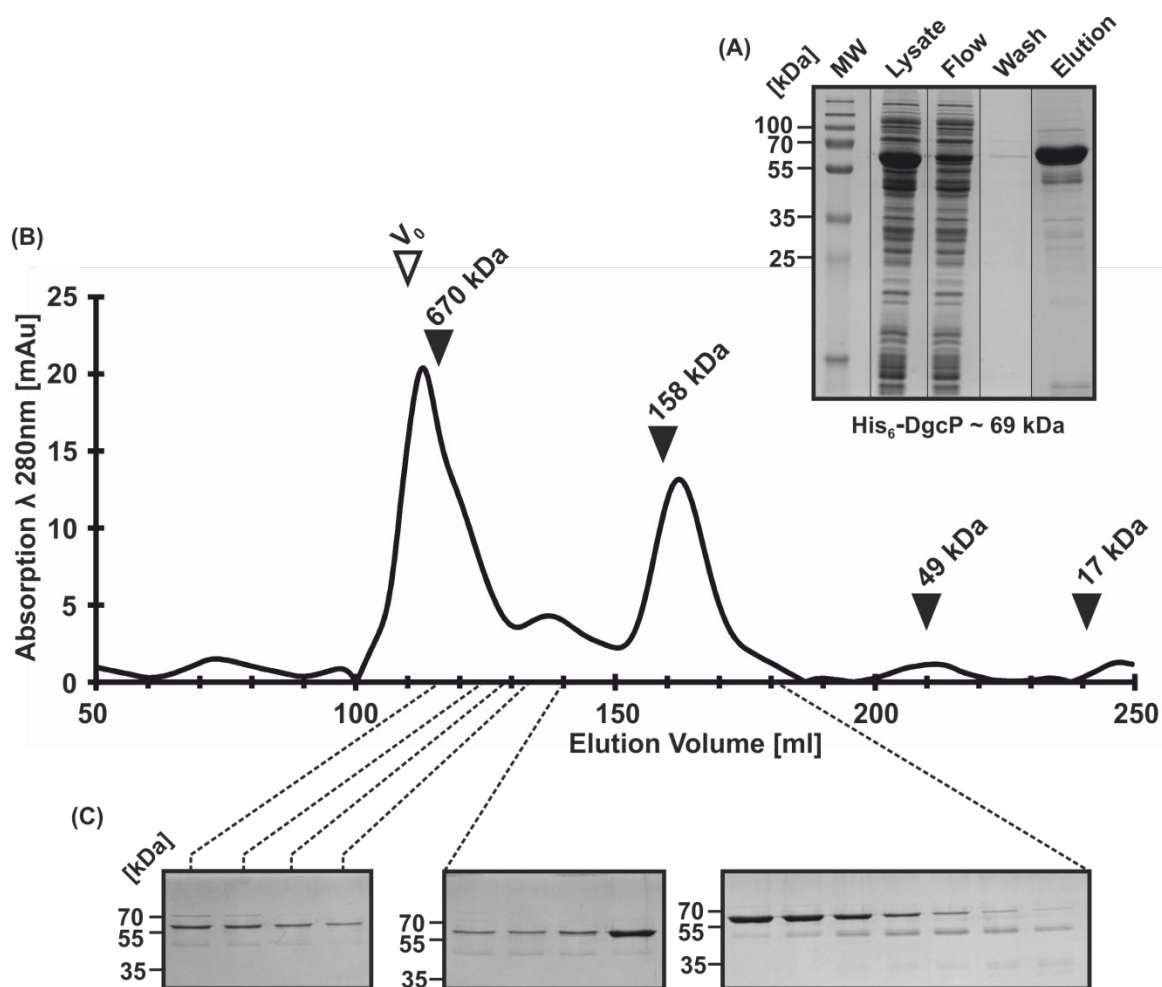 (A)
[kDa]
MW
Lysate
Flow
Wash
Elution
100
70
55
35
25
His₆-DgcP ~ 69 kDa
(B)
V₀
670 kDa
158 kDa
49 kDa
17 kDa
Absorption λ 280nm [mAu]
25
20
15
10
5
0
50 100 150 200 250
Elution Volume [ml]
(C)
[kDa]
70
55
35
70
55
35
70
55
35